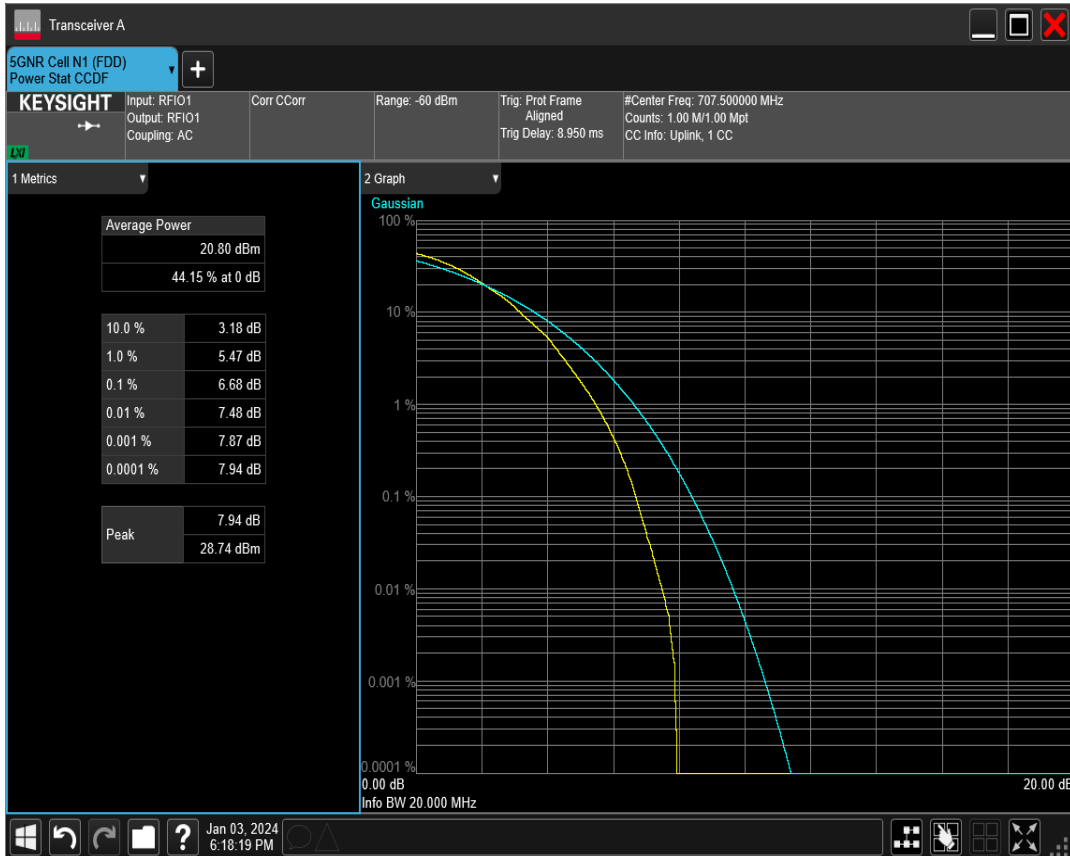 Transceiver A
5GNR Cell N1 (FDD)
Power Stat CCDF
+
KEYSIGHT
LXI
Input: RFIO1
Output: RFIO1
Coupling: AC
Corr CCorr
Range: -60 dBm
Trig: Prot Frame
Aligned
Trig Delay: 8.950 ms
#Center Freq: 707.500000 MHz
Counts: 1.00 M/1.00 Mpt
CC Info: Uplink, 1 CC
1 Metrics
Average Power
20.80 dBm
44.15 % at 0 dB
10.0 % 3.18 dB
1.0 % 5.47 dB
0.1 % 6.68 dB
0.01 % 7.48 dB
0.001 % 7.87 dB
0.0001 % 7.94 dB
Peak
7.94 dB
28.74 dBm
2 Graph
Gaussian
100 %
10 %
1 %
0.1 %
0.01 %
0.001 %
0.0001 %
0.00 dB 20.00 dB
Info BW 20.000 MHz
?
Jan 03, 2024
6:18:19 PM